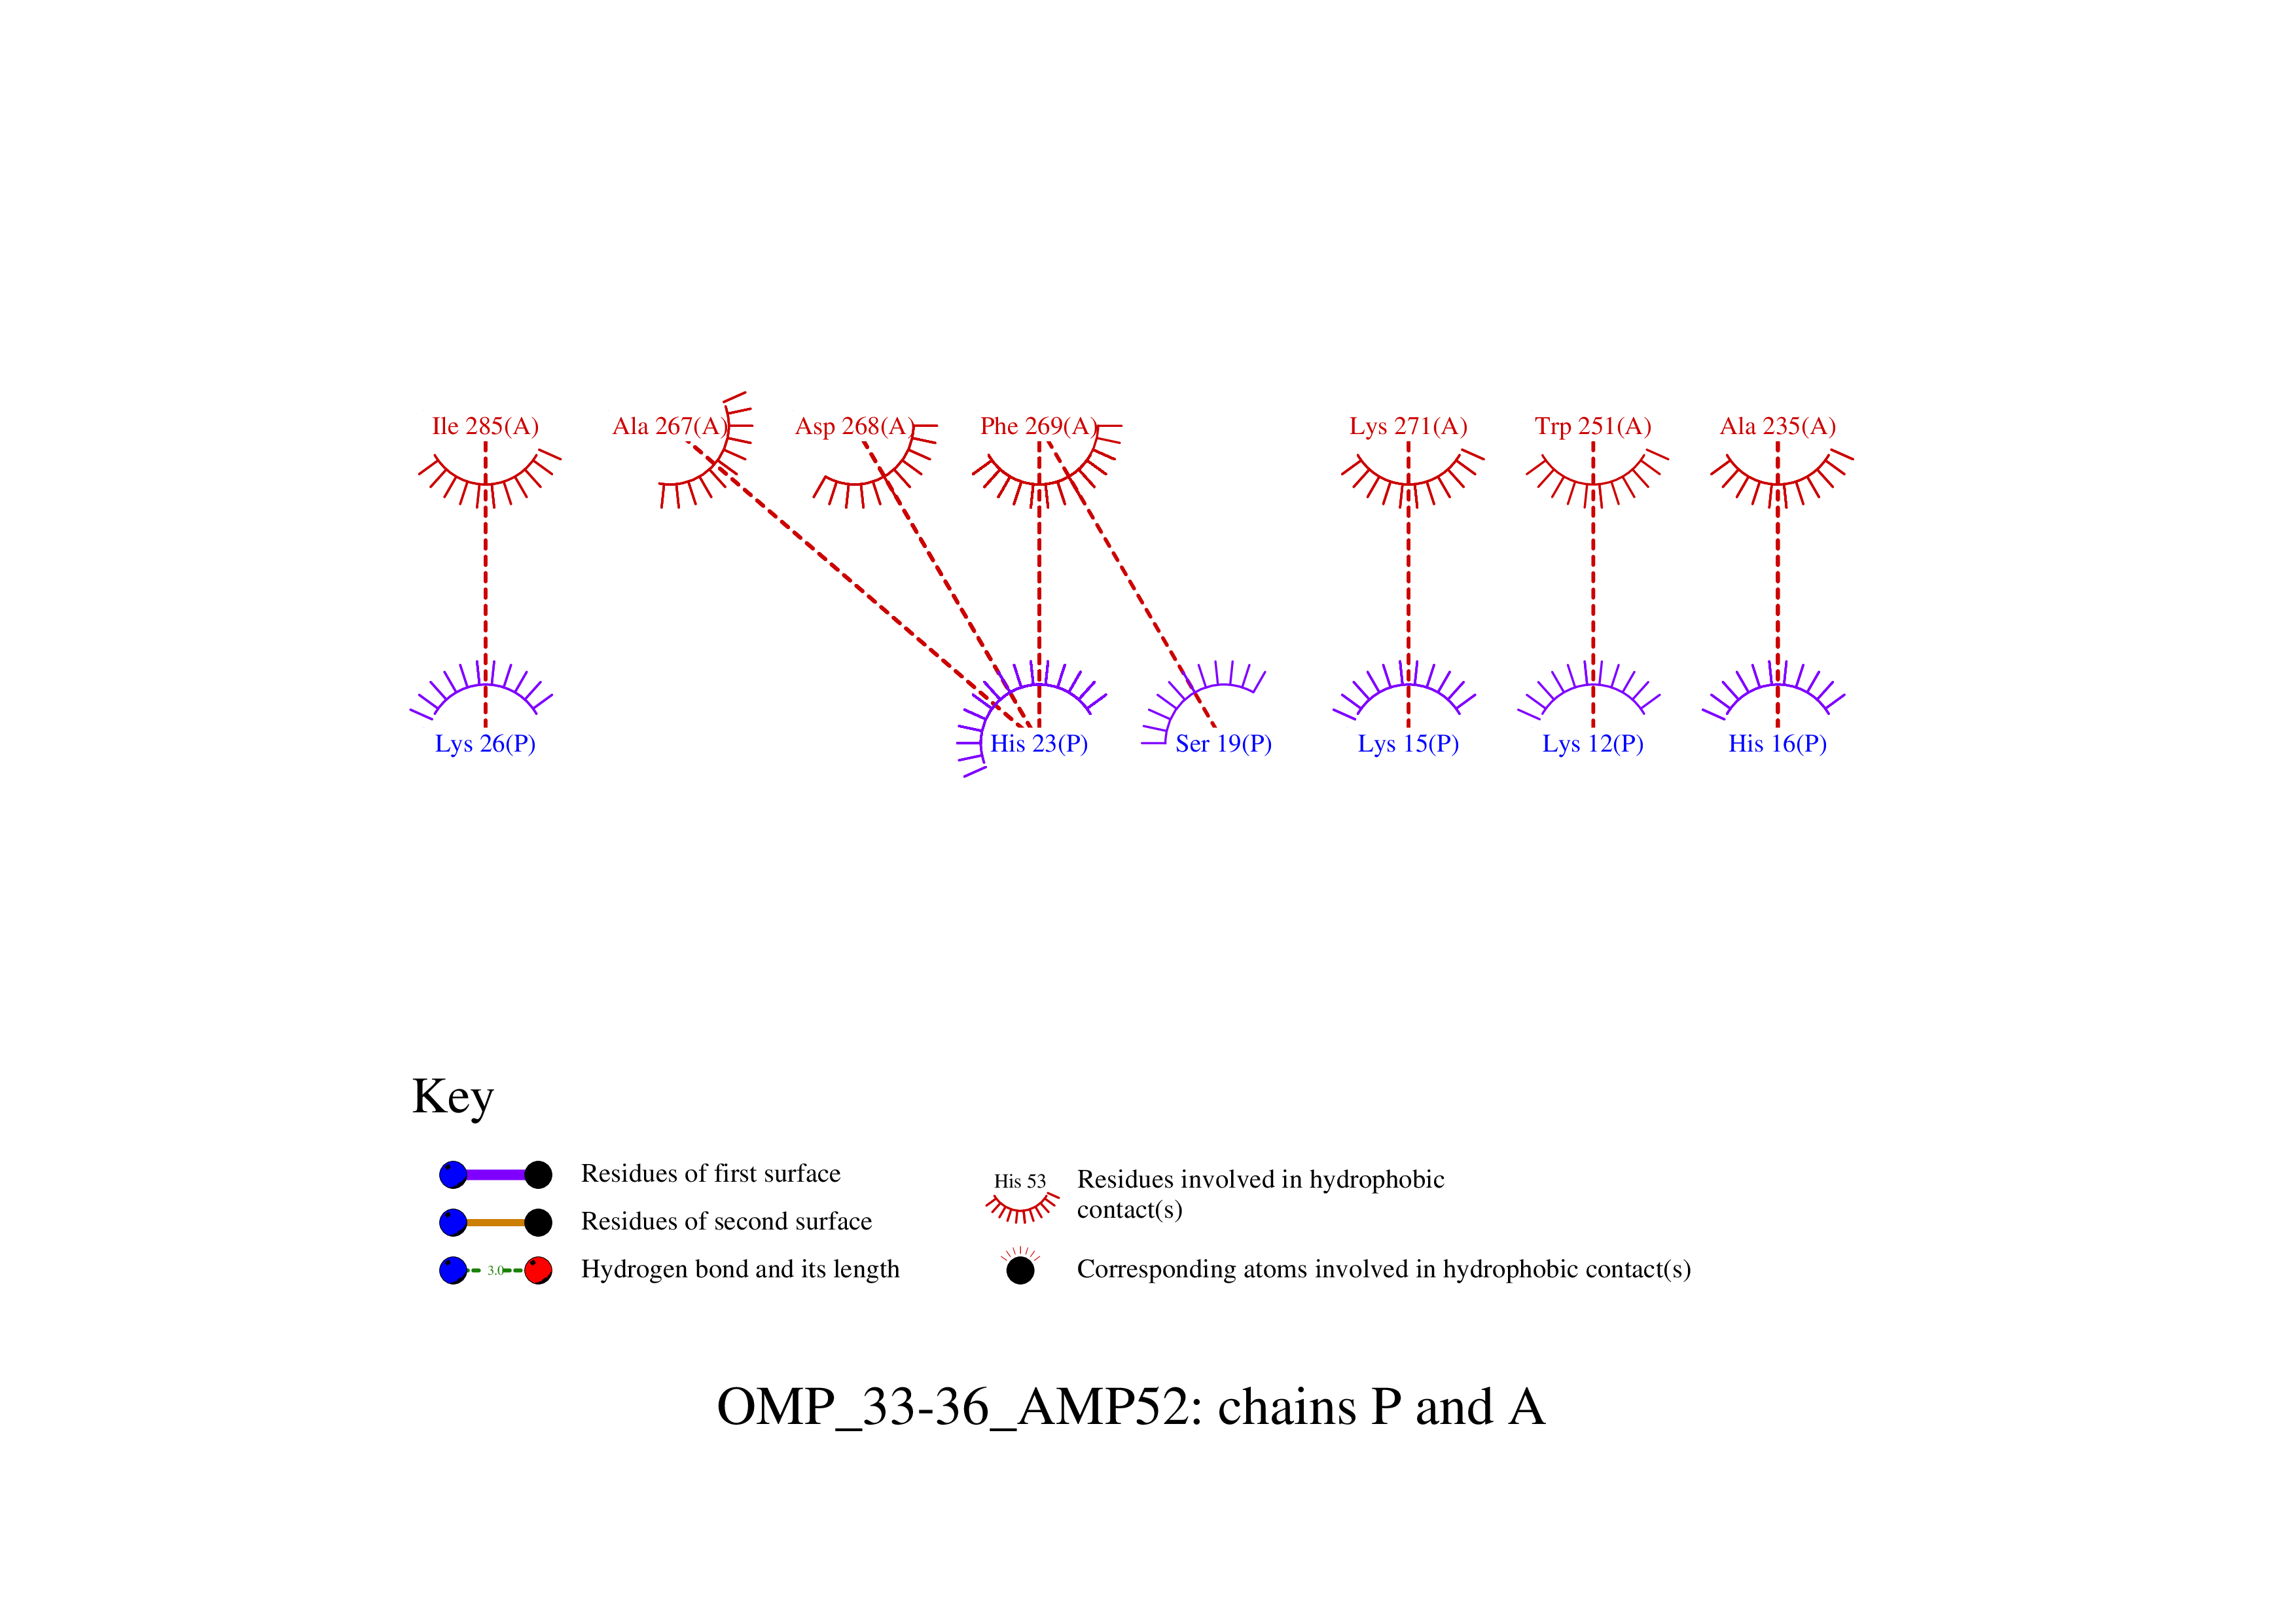 Ile 285(A) Ala 267(A) Asp 268(A) Phe 269(A) Lys 271(A) Trp 251(A) Ala 235(A)
Lys 26(P) His 23(P) Ser 19(P) Lys 15(P) Lys 12(P) His 16(P)
Key
Residues of first surface
Residues of second surface
3.0
Hydrogen bond and its length
His 53
Residues involved in hydrophobic
contact(s)
Corresponding atoms involved in hydrophobic contact(s)
OMP_33-36_AMP52: chains P and A